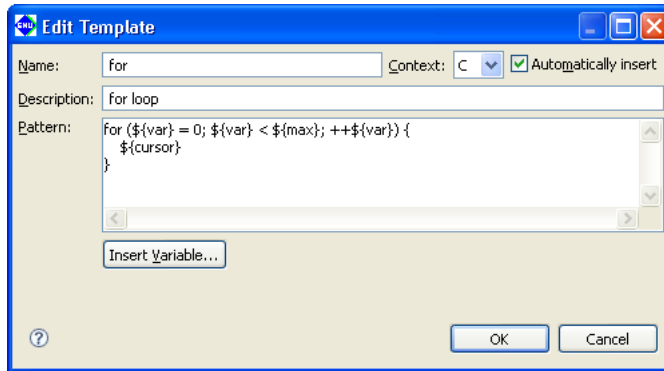 GNU Edit Template
Name: for Context: C Automatically insert
Description: for loop
Pattern: for (${var} = 0; ${var} < ${max}; ++${var}) {
${cursor}
}
Insert Variable...
? OK Cancel